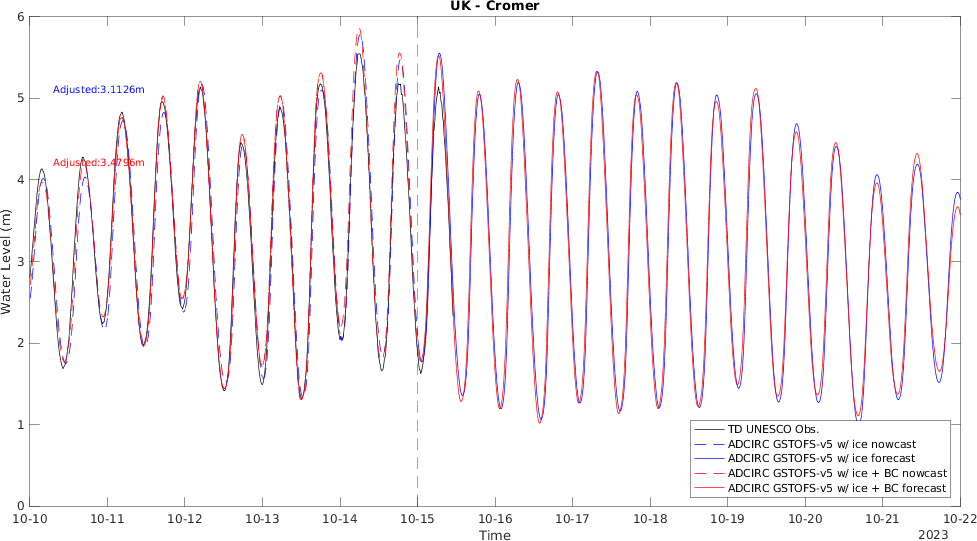 UK - Cromer
6
5
4
3
2
1
0
Water Level (m)
Adjusted:3.1126m
Adjusted:3.4796m
TD UNESCO Obs.
ADCIRC GSTOFS-v5 w/ ice nowcast
ADCIRC GSTOFS-v5 w/ ice forecast
ADCIRC GSTOFS-v5 w/ ice + BC nowcast
ADCIRC GSTOFS-v5 w/ ice + BC forecast
10-10 10-11 10-12 10-13 10-14 10-15 10-16 10-17 10-18 10-19 10-20 10-21 10-22
Time
2023